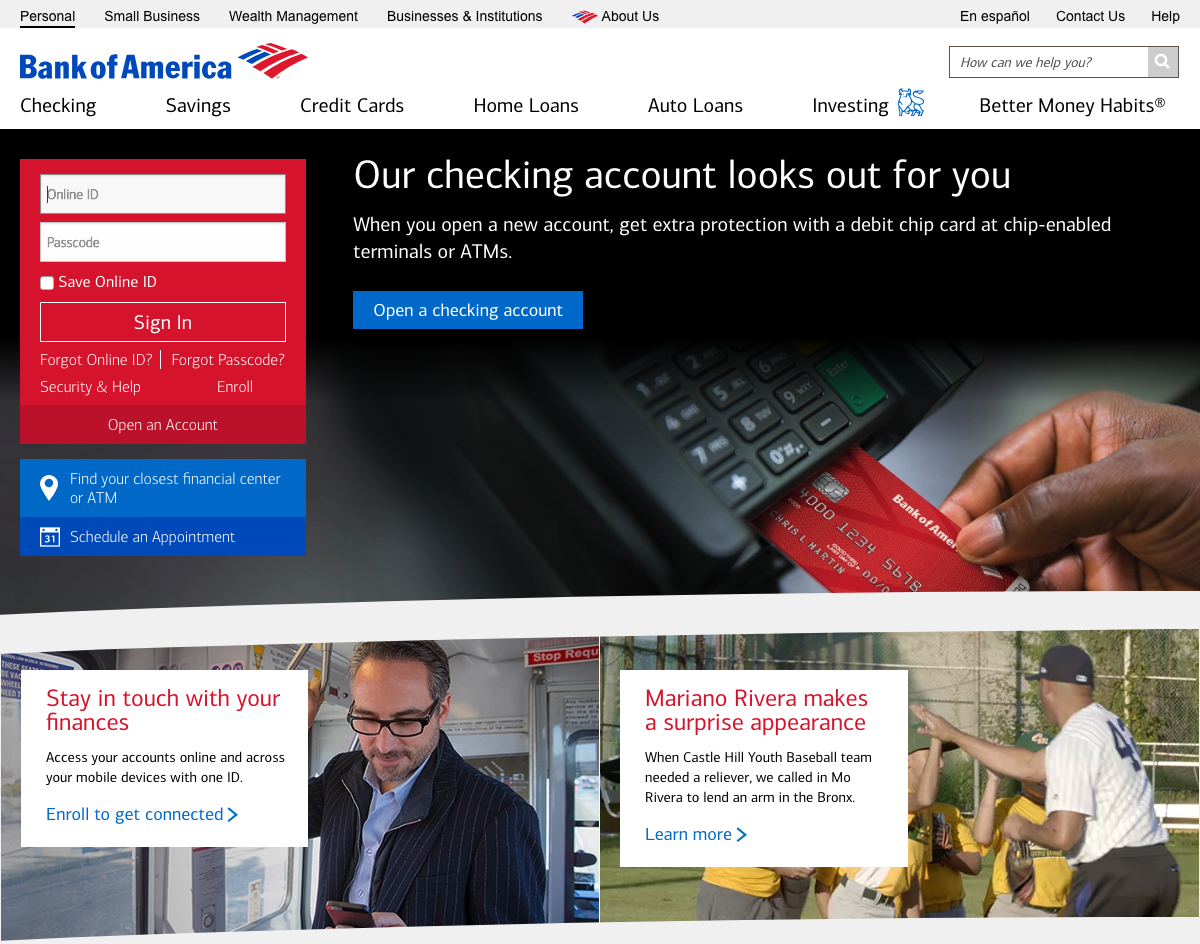 Personal Small Business Wealth Management Businesses & Institutions About Us En español Contact Us Help
Bank of America
How can we help you?
Checking Savings Credit Cards Home Loans Auto Loans Investing Better Money Habits®
Online ID
Passcode
Save Online ID
Sign In
Forgot Online ID? Forgot Passcode?
Security & Help Enroll
Open an Account
Find your closest financial center
or ATM
31 Schedule an Appointment
Our checking account looks out for you
When you open a new account, get extra protection with a debit chip card at chip-enabled
terminals or ATMs.
Open a checking account
Enter
Bank of Amer
4000 1234 5678
CHRIS L MARTIN
Stop Requ
Stay in touch with your
finances
Access your accounts online and across
your mobile devices with one ID.
Enroll to get connected
Mariano Rivera makes
a surprise appearance
When Castle Hill Youth Baseball team
needed a reliever, we called in Mo
Rivera to lend an arm in the Bronx.
Learn more